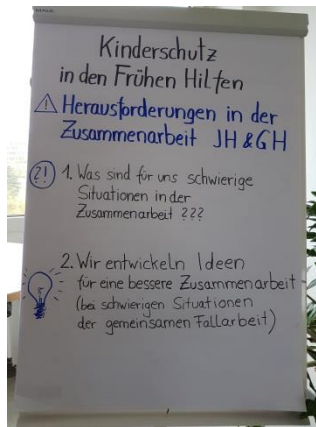 Kinderschutz
in den Frühen Hilfen
Herausforderungen in der
Zusammenarbeit JH & GH
?! 1. Was sind für uns schwierige
Situationen in der
Zusammenarbeit ???
2. Wir entwickeln Ideen
für eine bessere Zusammenarbeit
(bei schwierigen Situationen
der gemeinsamen Fallarbeit)